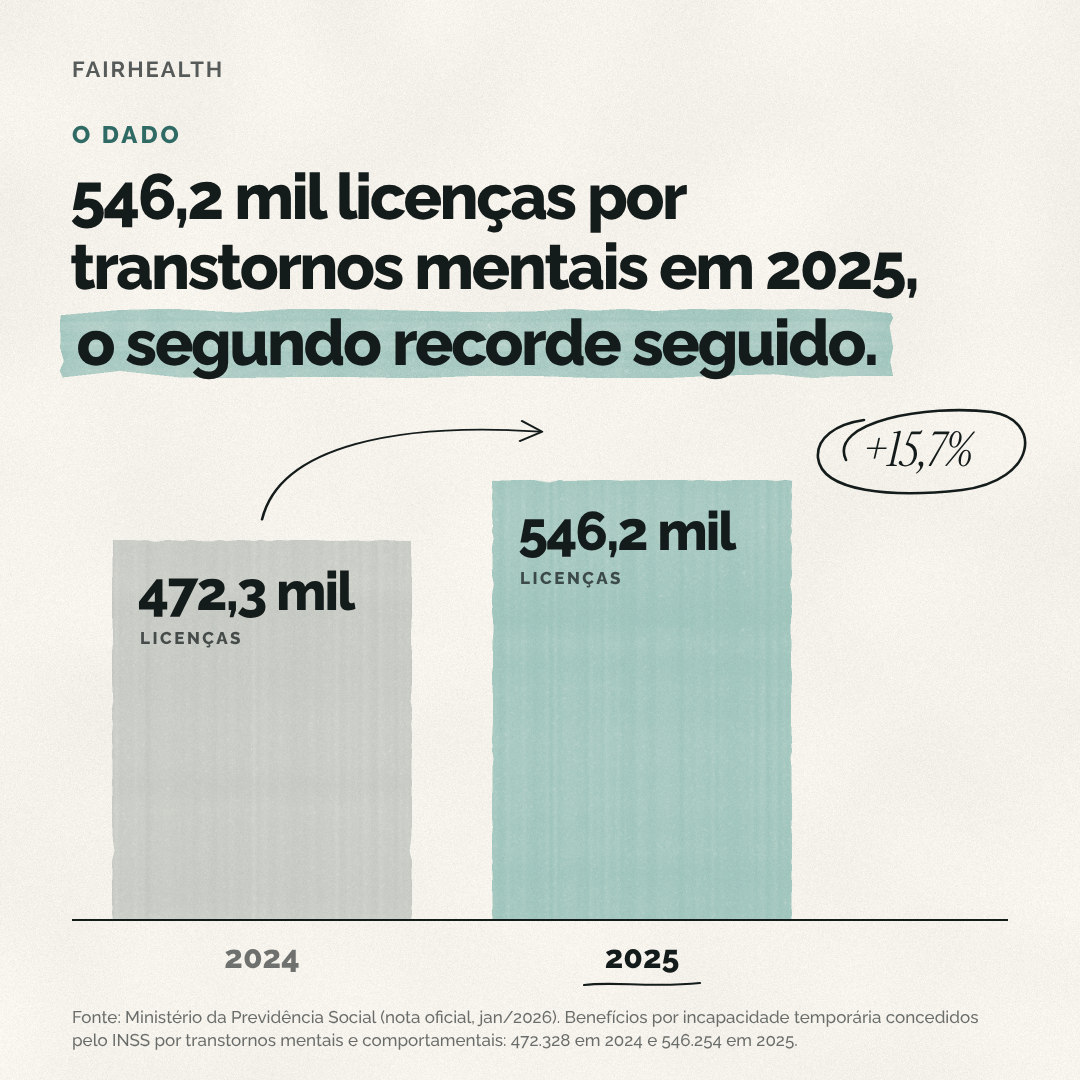 FAIRHEALTH
O DADO
546,2 mil licenças por
transtornos mentais em 2025,
o segundo recorde seguido.
+15,7%
546,2 mil
LICENÇAS
472,3 mil
LICENÇAS
2024
2025
Fonte: Ministério da Previdência Social (nota oficial, jan/2026). Benefícios por incapacidade temporária concedidos
pelo INSS por transtornos mentais e comportamentais: 472.328 em 2024 e 546.254 em 2025.